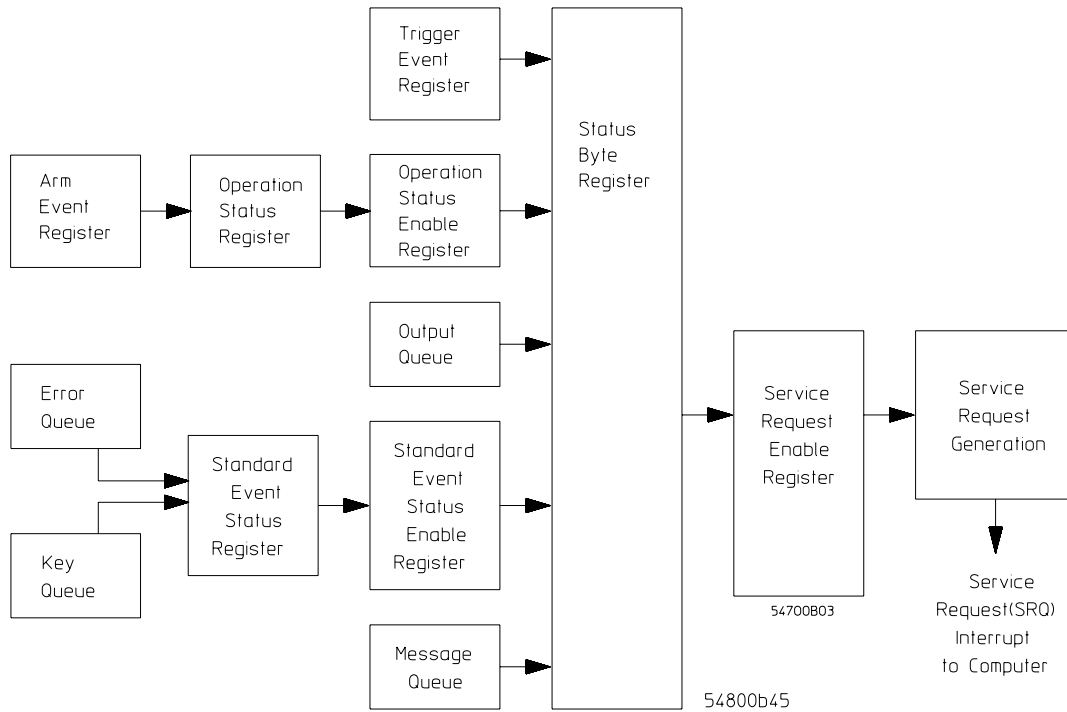 Trigger
Event
Register
Status
Byte
Register
Arm
Event
Register
Operation
Status
Register
Operation
Status
Enable
Register
Output
Queue
Error
Queue
Standard
Event
Status
Register
Standard
Event
Status
Enable
Register
Key
Queue
Message
Queue
Service
Request
Enable
Register
54700B03
Service
Request
Generation
Service
Request(SRQ)
Interrupt
to Computer
54800b45